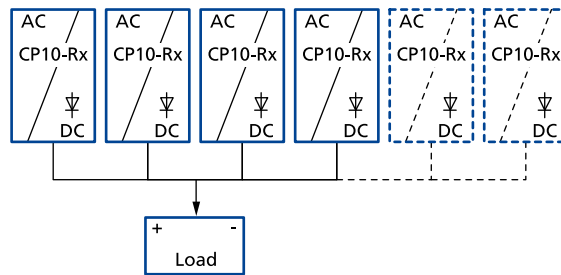 AC AC AC AC AC AC
CP10-Rx CP10-Rx CP10-Rx CP10-Rx CP10-Rx CP10-Rx
DC DC DC DC DC DC
+ -
Load